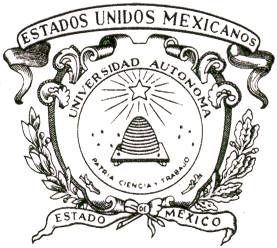 ESTADOS UNIDOS MEXICANOS
UNIVERSIDAD AUTONOMA
PATRIA CIENCIA Y TRABAJO
DE
ESTADO MEXICO